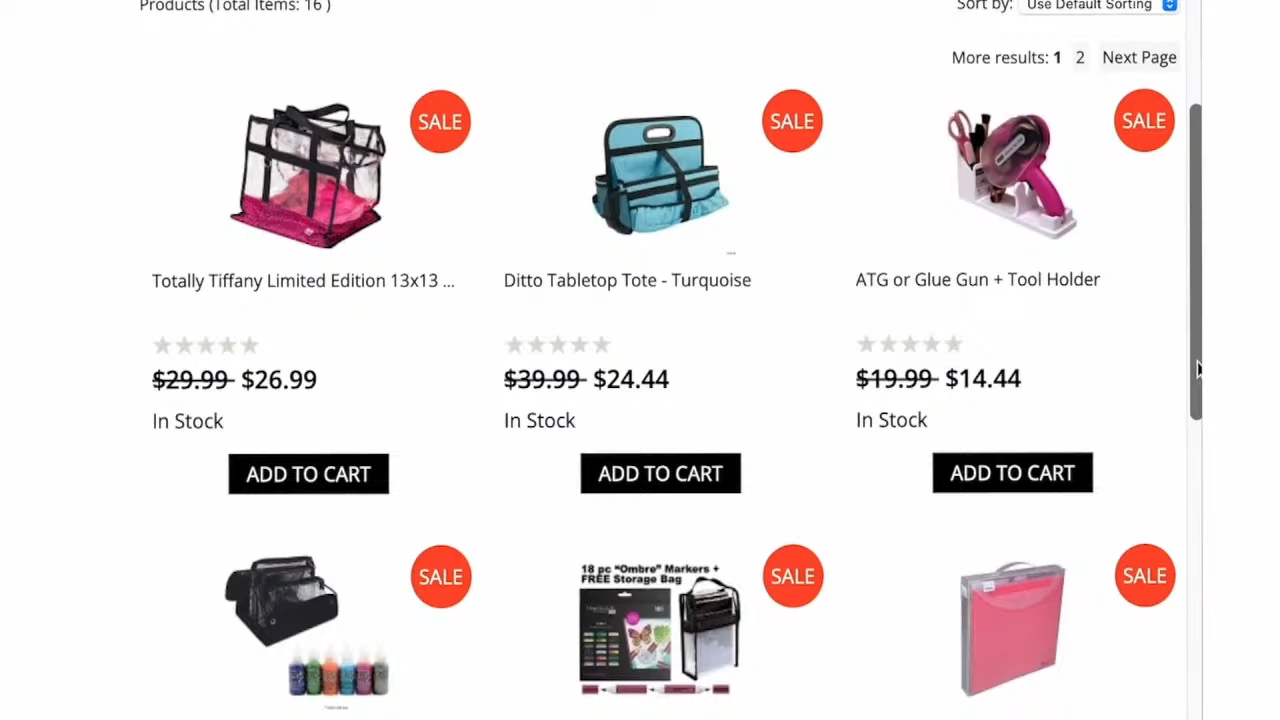 Products (Total Items: 16 )
Sort by: Use Default Sorting
More results: 1 2 Next Page
SALE
SALE
SALE
Totally Tiffany Limited Edition 13x13 ...
Ditto Tabletop Tote - Turquoise
ATG or Glue Gun + Tool Holder
$29.99 $26.99
$39.99 $24.44
$19.99 $14.44
In Stock
In Stock
In Stock
ADD TO CART
ADD TO CART
ADD TO CART
SALE
18 pc “Ombre” Markers +
FREE Storage Bag
SALE
SALE